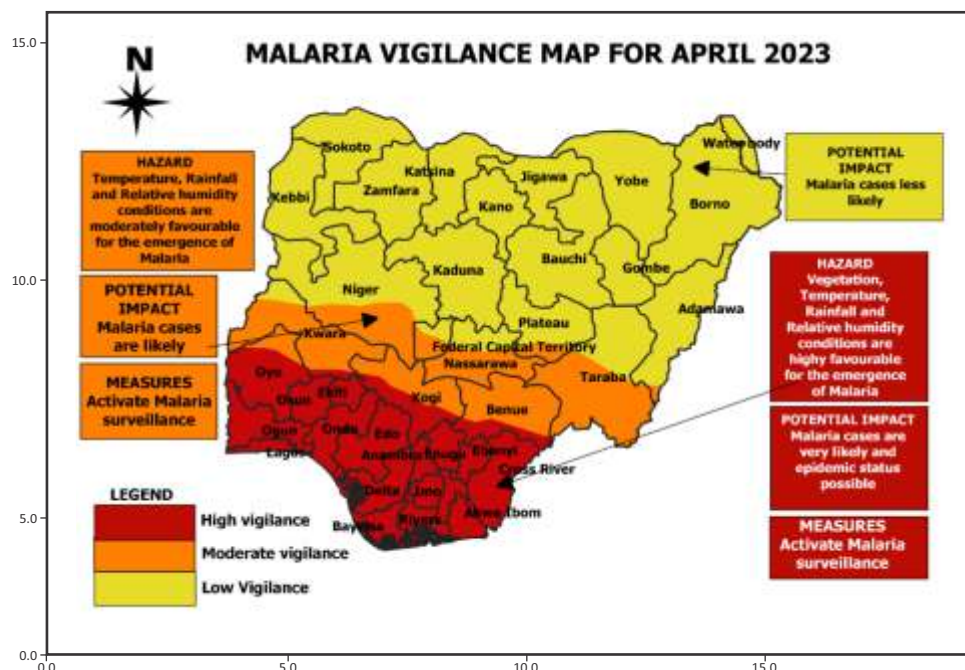 15.0
10.0
5.0
0.0
0.0
5.0
10.0
15.0
N
MALARIA VIGILANCE MAP FOR APRIL 2023
HAZARD
Temperature, Rainfall
and Relative humidity
conditions are
moderately favourable
for the emergence of
Malaria
POTENTIAL
IMPACT
Malaria cases
are likely
MEASURES
Activate Malaria
surveillance
POTENTIAL
IMPACT
Malaria cases less
likely
HAZARD
Vegetation,
Temperature,
Rainfall and
Relative humidity
conditions are
highy favourable
for the emergence
of Malaria
POTENTIAL IMPACT
Malaria cases are
very likely and
epidemic status
possible
MEASURES
Activate Malaria
surveillance
Sokoto
Katsina
Zamfara
Kebbi
Kano
Jigawa
Yobe
Water body
Borno
Bauchi
Gombe
Kaduna
Niger
Adamawa
Plateau
Kwara
Federal Capital Territory
Nassarawa
Taraba
Oyo
Osun
Ekiti
Kogi
Benue
Ogun
Ondo
Edo
Lagos
Anambra
Enugu
Ebonyi
Cross River
Delta
Imo
Akwa Ibom
Bayelsa
Rivers
LEGEND
High vigilance
Moderate vigilance
Low Vigilance